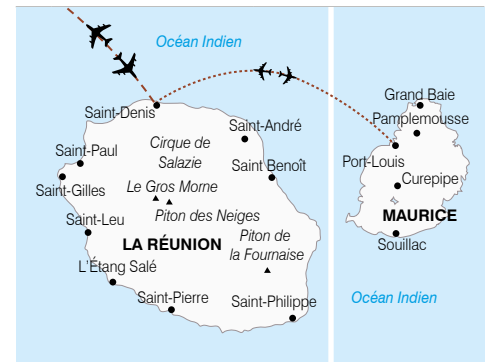 Océan Indien
Saint-Denis
Saint-André
Cirque de
Salazie
Saint-Paul
Saint Benoît
Saint-Gilles
Le Gros Morne
Piton des Neiges
Saint-Leu
LA RÉUNION
Piton de
la Fournaise
L'Étang Salé
Saint-Pierre
Saint-Philippe
Grand Baie
Pamplemousse
Port-Louis
Curepipe
MAURICE
Souillac
Océan Indien